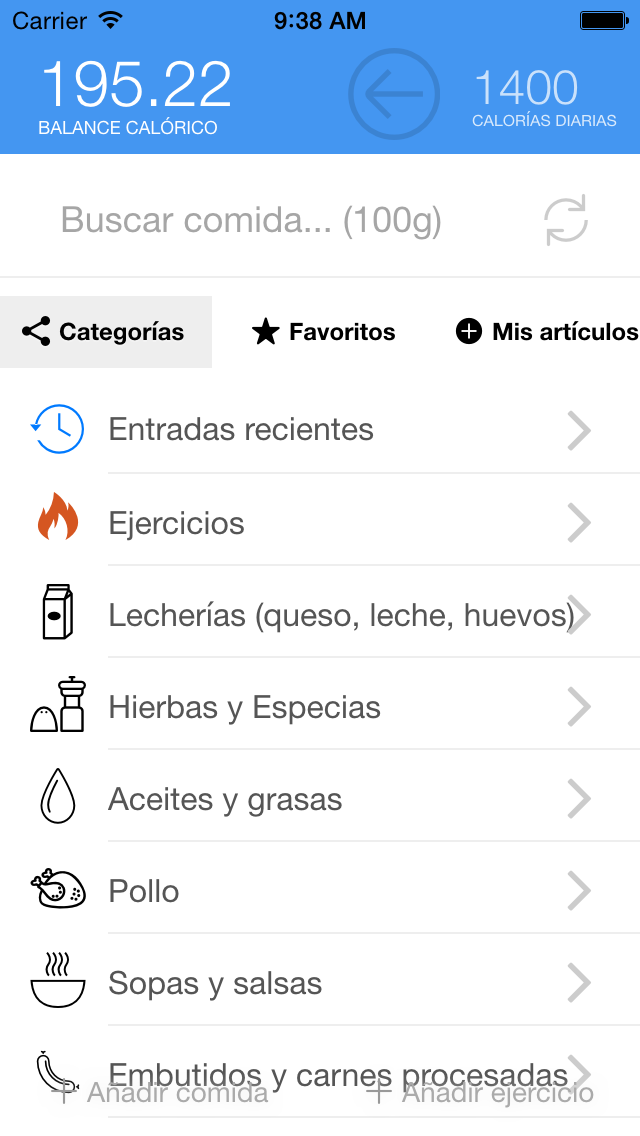 Carrier 9:38 AM
195.22 1400
BALANCE CALÓRICO CALORÍAS DIARIAS
Buscar comida... (100g)
Categorías Favoritos Mis artículos
Entradas recientes
Ejercicios
Lecherías (queso, leche, huevos)
Hierbas y Especias
Aceites y grasas
Pollo
Sopas y salsas
Embutidos y carnes procesadas
+ Añadir comida + Añadir ejercicio